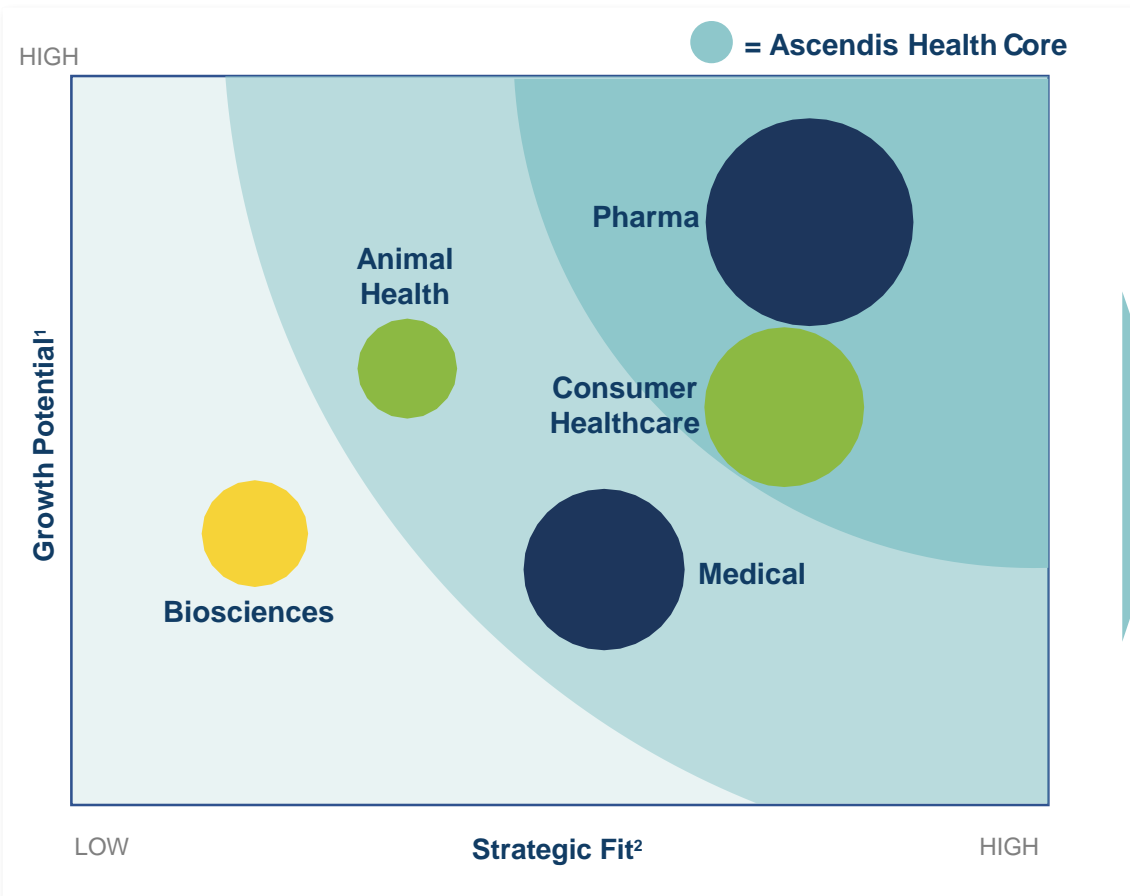 = Ascendis Health Core
HIGH
Pharma
Animal
Health
Consumer
Healthcare
Growth Potential¹
Medical
Biosciences
LOW
Strategic Fit²
HIGH